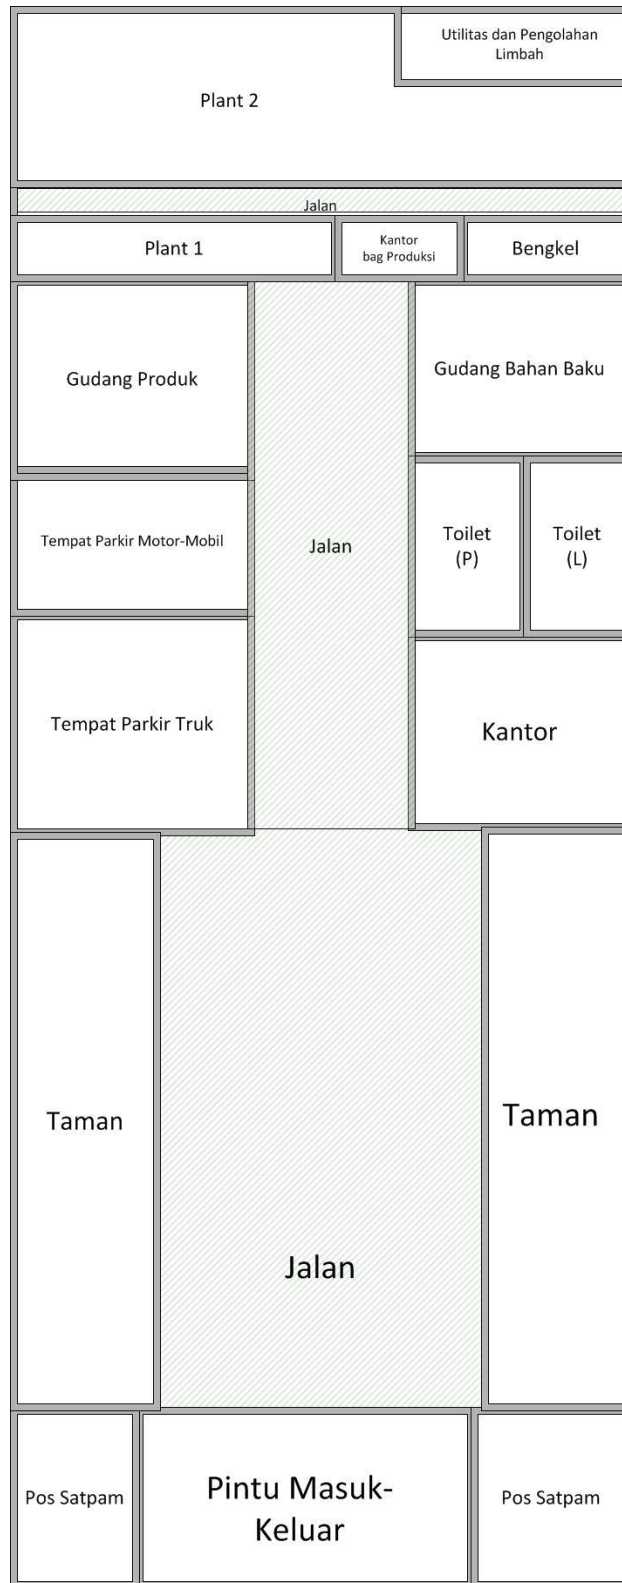 Utilitas dan Pengolahan
Limbah
Plant 2
Jalan
Plant 1
Kantor
bag Produksi
Bengkel
Gudang Produk
Gudang Bahan Baku
Tempat Parkir Motor-Mobil
Jalan
Toilet
(P)
Toilet
(L)
Tempat Parkir Truk
Kantor
Taman
Taman
Jalan
Pos Satpam
Pintu Masuk-
Keluar
Pos Satpam